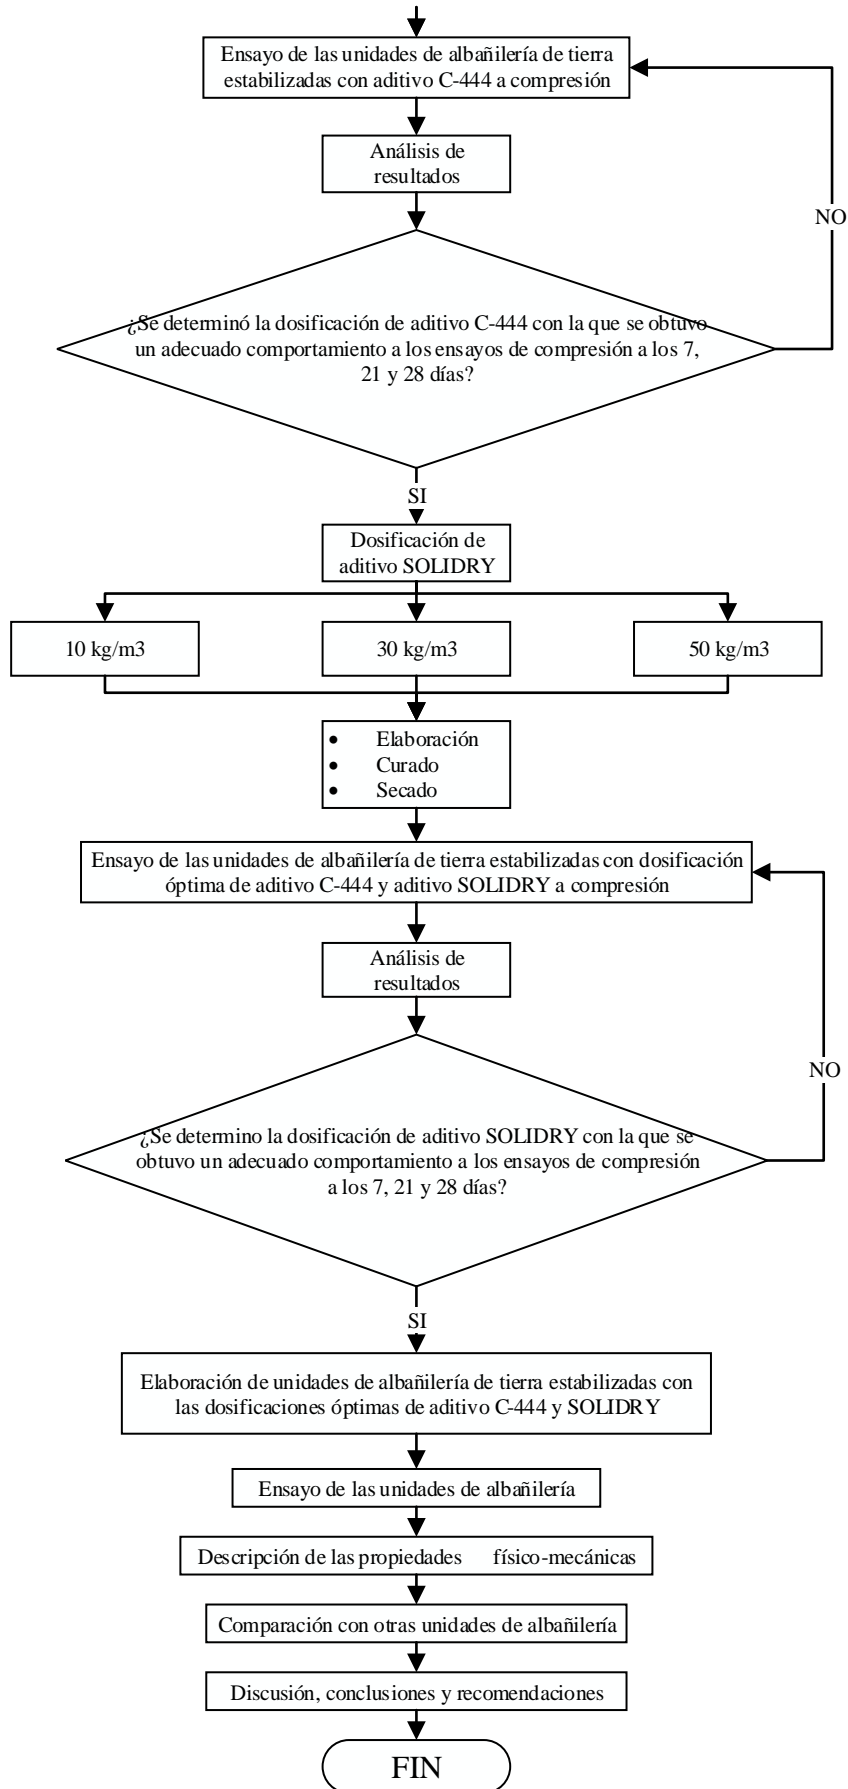 Ensayo de las unidades de albañilería de tierra
estabilizadas con aditivo C-444 a compresión
Análisis de
resultados
NO
¿Se determinó la dosificación de aditivo C-444 con la que se obtuvo
un adecuado comportamiento a los ensayos de compresión a los 7,
21 y 28 días?
SI
Dosificación de
aditivo SOLIDRY
10 kg/m3
30 kg/m3
50 kg/m3
• Elaboración
• Curado
• Secado
Ensayo de las unidades de albañilería de tierra estabilizadas con dosificación
óptima de aditivo C-444 y aditivo SOLIDRY a compresión
Análisis de
resultados
NO
¿Se determino la dosificación de aditivo SOLIDRY con la que se
obtuvo un adecuado comportamiento a los ensayos de compresión
a los 7, 21 y 28 días?
SI
Elaboración de unidades de albañilería de tierra estabilizadas con
las dosificaciones óptimas de aditivo C-444 y SOLIDRY
Ensayo de las unidades de albañilería
Descripción de las propiedades físico-mecánicas
Comparación con otras unidades de albañilería
Discusión, conclusiones y recomendaciones
FIN